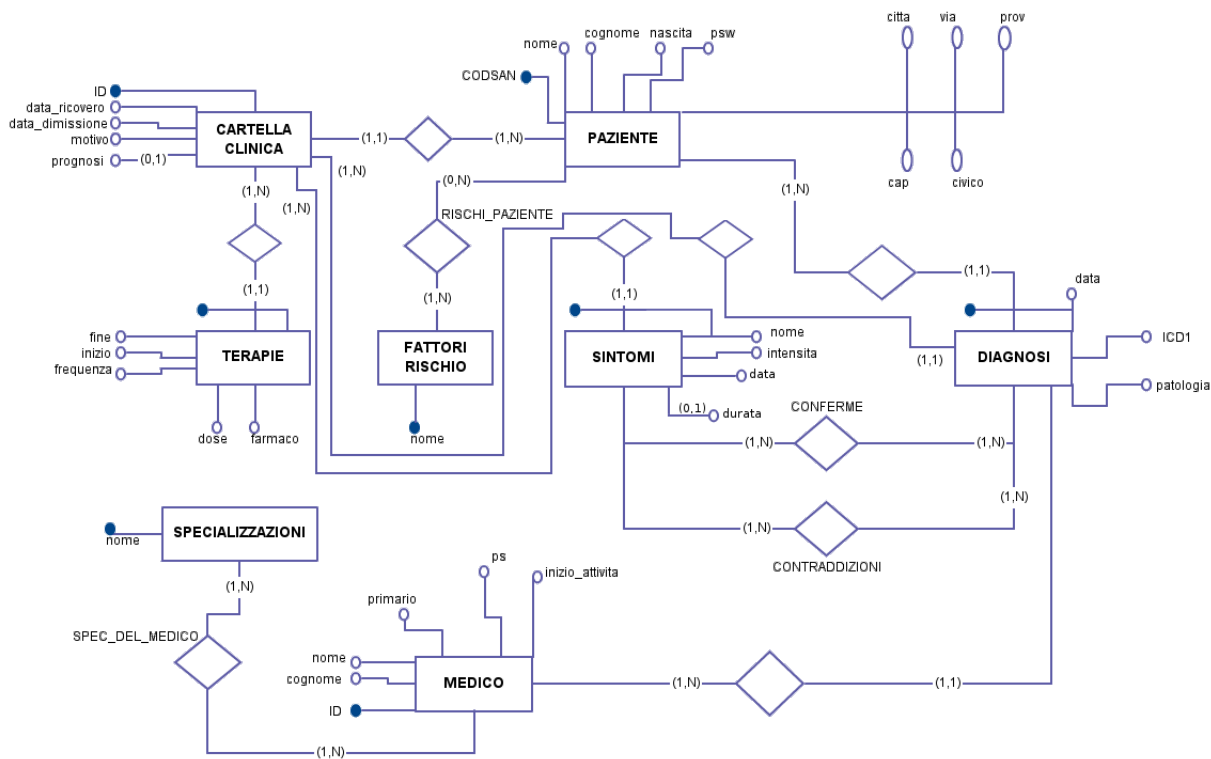 citta
via
prov
nome
cognome
nascita
psw
CODSAN
ID
data_ricovero
data_dimissione
motivo
prognosi
(0,1)
CARTELLA
CLINICA
(1,1)
(1,N)
PAZIENTE
cap
civico
(1,N)
(1,N)
(1,N)
(0,N)
(1,N)
RISCHI_PAZIENTE
(1,1)
(1,1)
(1,N)
(1,1)
data
fine
inizio
frequenza
TERAPIE
FATTORI
RISCHIO
SINTOMI
nome
intensita
data
(0,1)
durata
(1,1)
DIAGNOSI
ICD1
patologia
dose
farmaco
nome
CONFERME
(1,N)
(1,N)
(1,N)
(1,N)
CONTRADDIZIONI
nome
SPECIALIZZAZIONI
(1,N)
SPEC_DEL_MEDICO
ps
inizio_attivita
primario
nome
cognome
ID
MEDICO
(1,N)
(1,1)
(1,N)